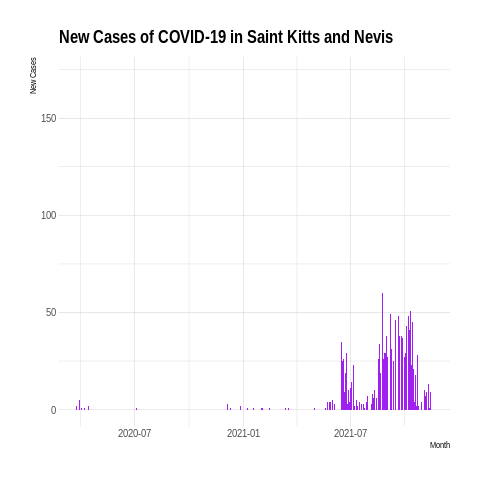 New Cases of COVID-19 in Saint Kitts and Nevis
New Cases
150
100
50
0
2020-07 2021-01 2021-07
Month